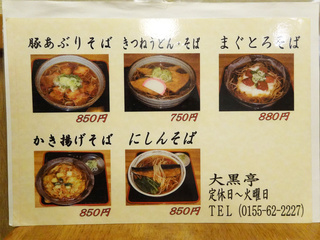 豚あぶりそば
きつねうどん・そば
まぐとろそば
850円
750円
880円
かき揚げそば
にしんそば
850円
850円
大黒亭
定休日～火曜日
TEL (0155-62-2227)